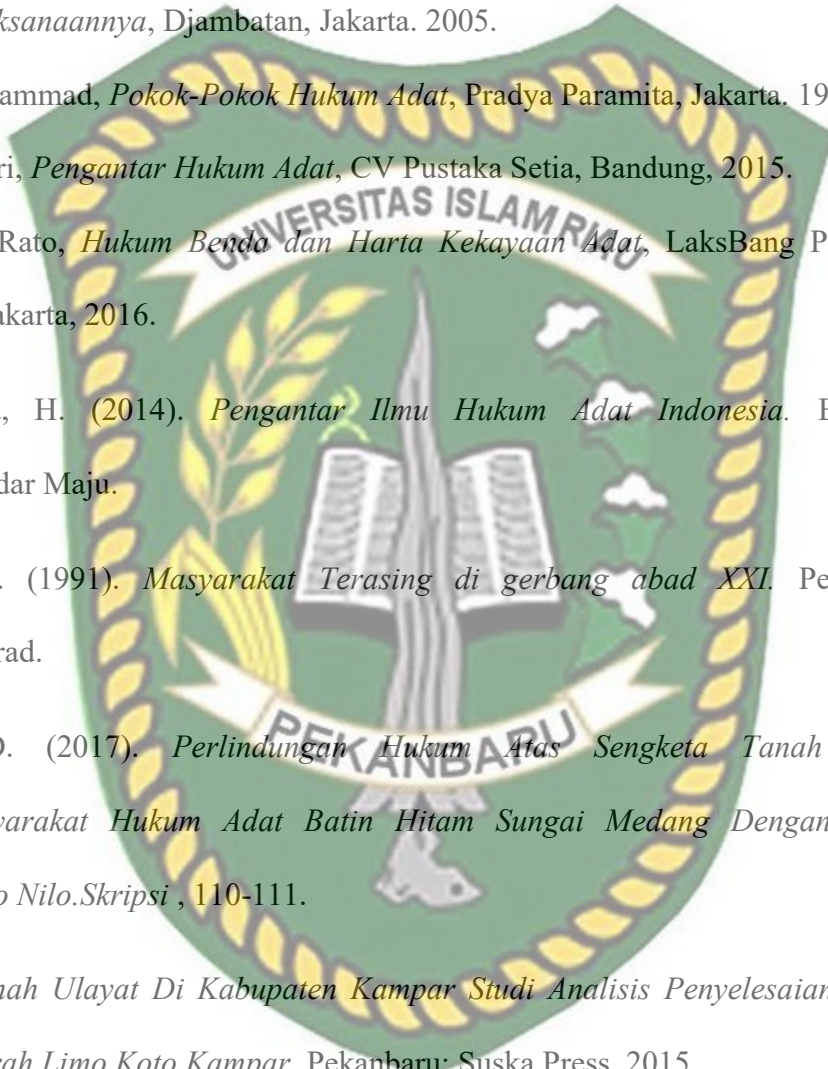 ksanaannya, Djambatan, Jakarta. 2005.
ammad, Pokok-Pokok Hukum Adat, Pradya Paramita, Jakarta. 19
ri, Pengantar Hukum Adat, CV Pustaka Setia, Bandung, 2015.
UNIVERSITAS ISLAM RIAU
Rato, Hukum Benda dan Harta Kekayaan Adat, LaksBang P
akarta, 2016.
, H. (2014). Pengantar Ilmu Hukum Adat Indonesia. B
dar Maju.
. (1991). Masyarakat Terasing di gerbang abad XXI. Pe
rad.
PEKANBARU
D. (2017). Perlindungan Hukum Atas Sengketa Tanah
yarakat Hukum Adat Batin Hitam Sungai Medang Dengan
o Nilo.Skripsi , 110-111.
nah Ulayat Di Kabupaten Kampar Studi Analisis Penyelesaian
rah Limo Koto Kampar, Pekanbaru: Suska Press, 2015